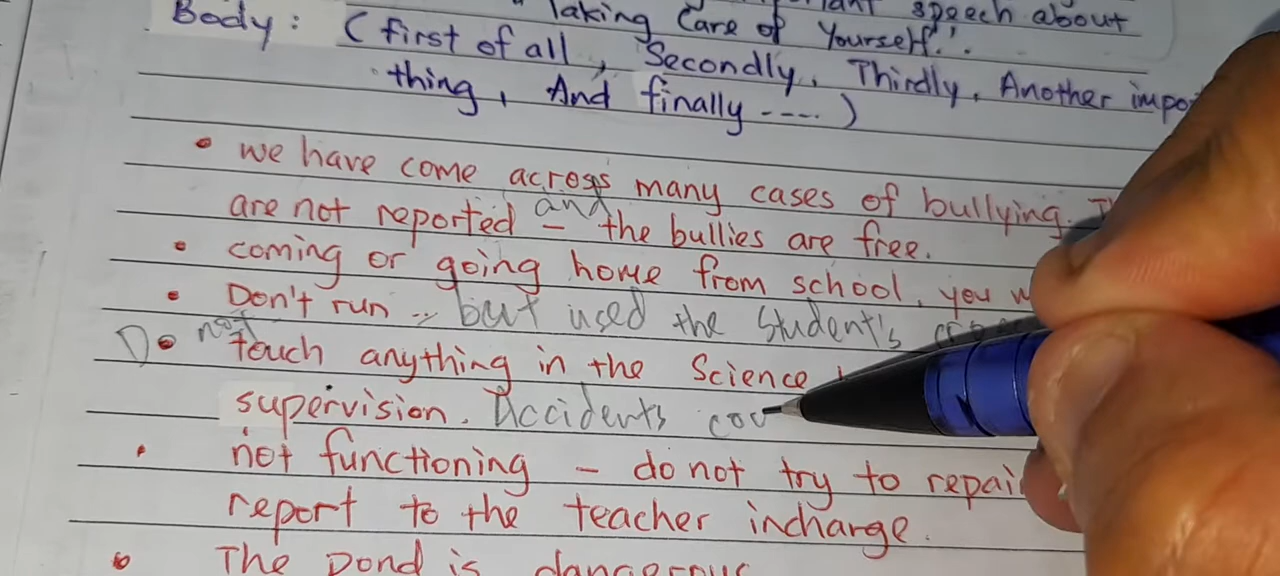 Taking Care of Yourself.'. speech about
Body: (first of all, Secondly, Thirdly, Another
thing, And finally ----)
• we have come across many cases of bullying.
are not reported - and the bullies are free.
• coming or going home from school, you
• Don't run .. but used the student's
Do not touch anything in the Science
supervision. Accidents
• not functioning - do not try to
report to the teacher incharge.
• The Pond is dangerous